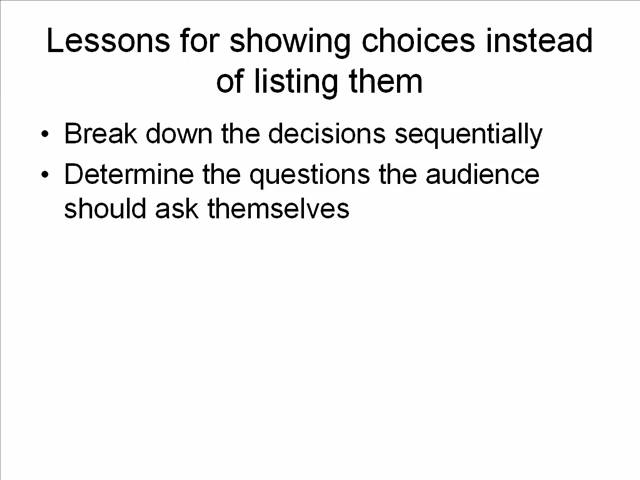 Lessons for showing choices instead
of listing them
• Break down the decisions sequentially
• Determine the questions the audience
should ask themselves